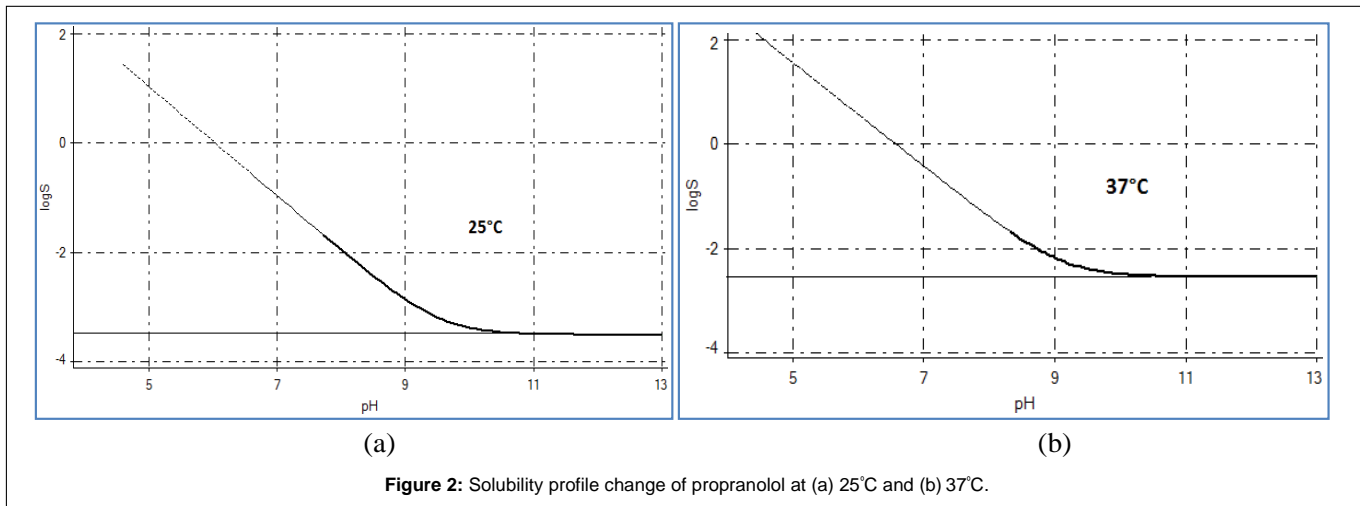 2
0
-2
-4
logS
25°C
5 7 9 11 13
pH
(a)
2
0
-2
-4
logS
37°C
5 7 9 11 13
pH
(b)
Figure 2: Solubility profile change of propranolol at (a) 25°C and (b) 37°C.